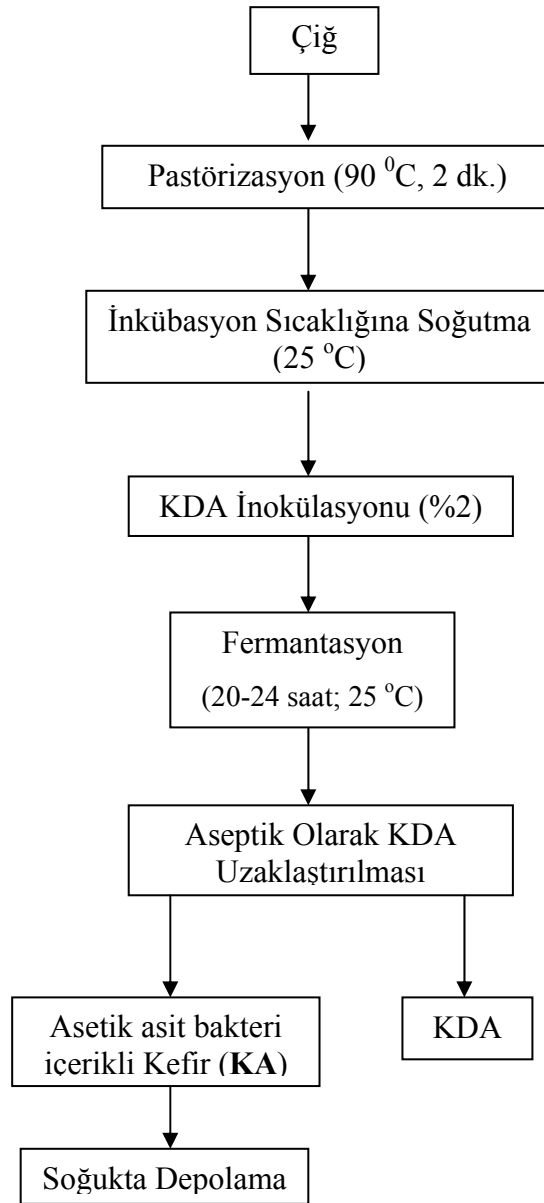 Çiğ
Pastörizasyon (90 ⁰C, 2 dk.)
İnkübasyon Sıcaklığına Soğutma
(25 ᵒC)
KDA İnokülasyonu (%2)
Fermantasyon
(20-24 saat; 25 ᵒC)
Aseptik Olarak KDA
Uzaklaştırılması
Asetik asit bakteri
içerikli Kefir (KA)
KDA
Soğukta Depolama